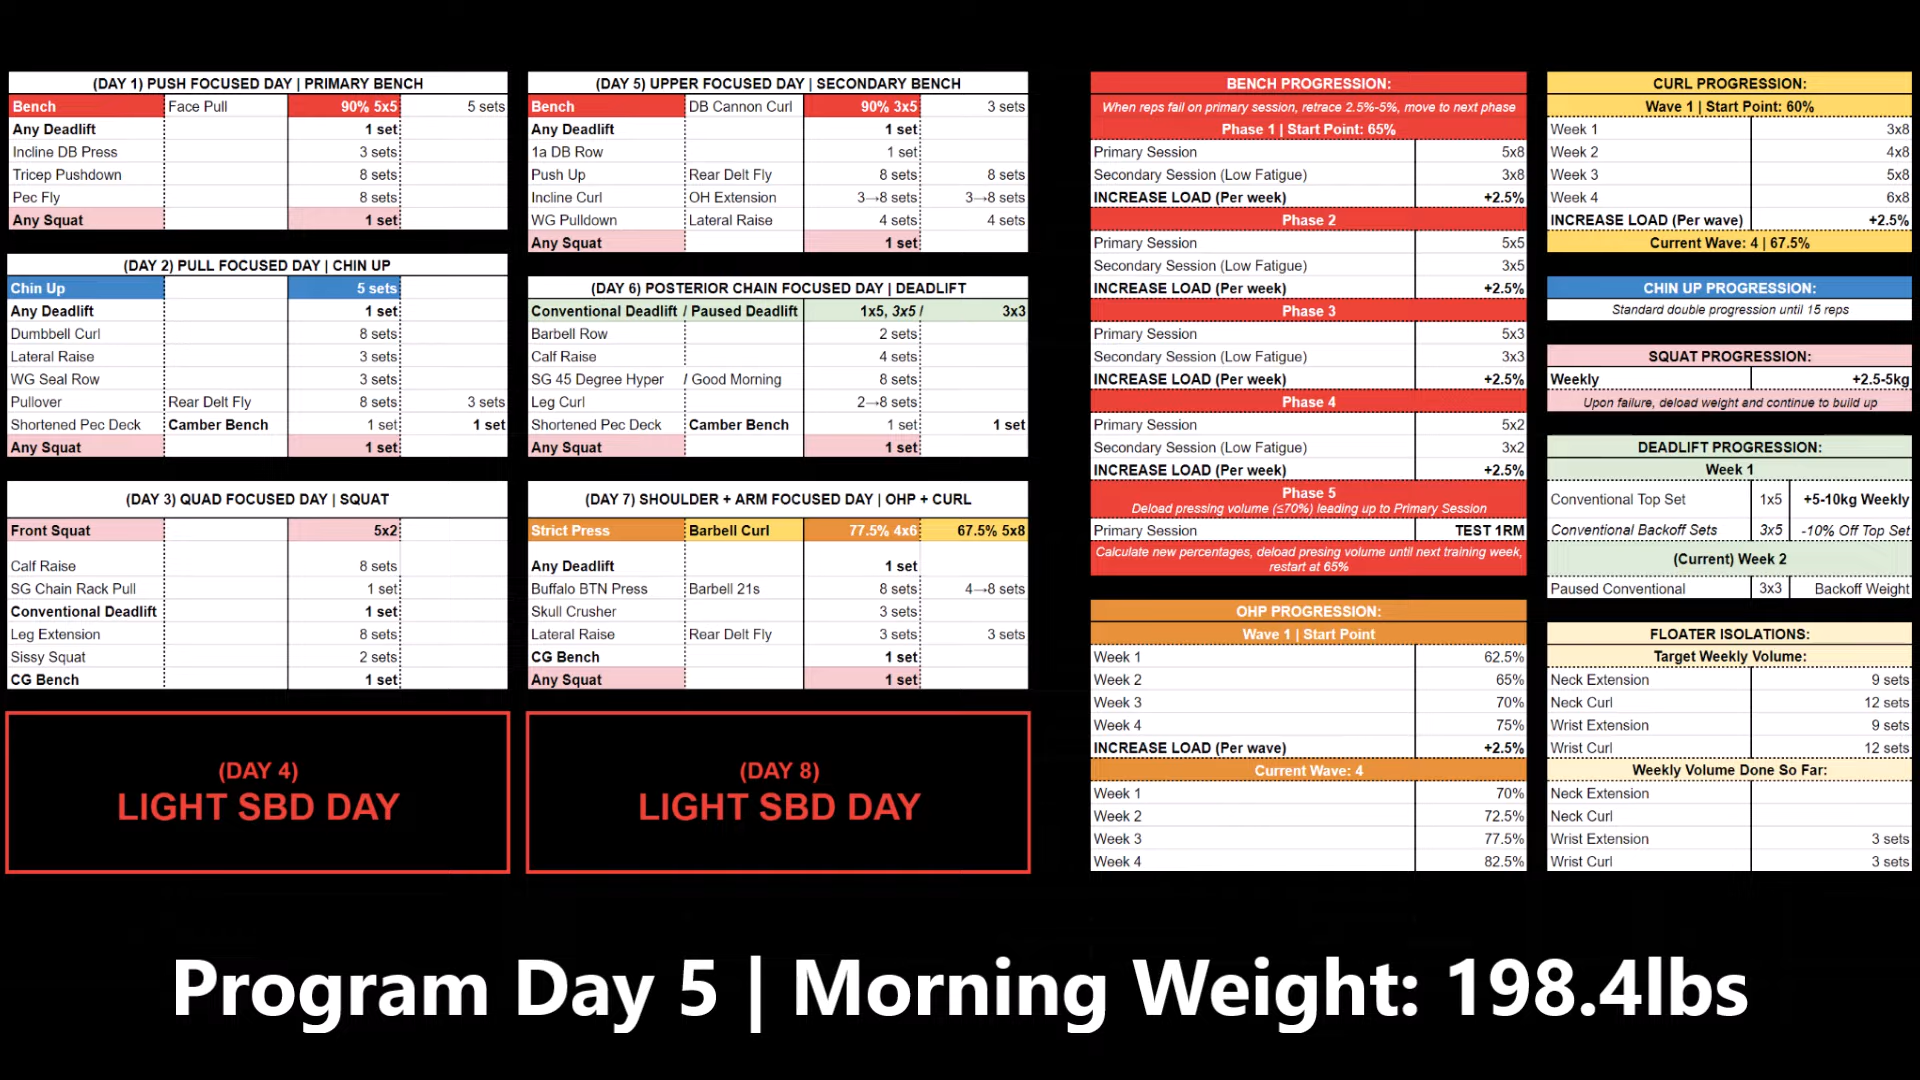 (DAY 1) PUSH FOCUSED DAY | PRIMARY BENCH
Bench Face Pull 90% 5x5 5 sets
Any Deadlift 1 set
Incline DB Press 3 sets
Tricep Pushdown 8 sets
Pec Fly 8 sets
Any Squat 1 set
(DAY 2) PULL FOCUSED DAY | CHIN UP
Chin Up 5 sets
Any Deadlift 1 set
Dumbbell Curl 8 sets
Lateral Raise 3 sets
WG Seal Row 3 sets
Pullover Rear Delt Fly 8 sets 3 sets
Shortened Pec Deck Camber Bench 1 set 1 set
Any Squat 1 set
(DAY 3) QUAD FOCUSED DAY | SQUAT
Front Squat 5x2
Calf Raise 8 sets
SG Chain Rack Pull 1 set
Conventional Deadlift 1 set
Leg Extension 8 sets
Sissy Squat 2 sets
CG Bench 1 set
(DAY 4)
LIGHT SBD DAY
(DAY 5) UPPER FOCUSED DAY | SECONDARY BENCH
Bench DB Cannon Curl 90% 3x5 3 sets
Any Deadlift 1 set
1a DB Row 1 set
Push Up Rear Delt Fly 8 sets 8 sets
Incline Curl OH Extension 3→8 sets 3→8 sets
WG Pulldown Lateral Raise 4 sets 4 sets
Any Squat 1 set
(DAY 6) POSTERIOR CHAIN FOCUSED DAY | DEADLIFT
Conventional Deadlift / Paused Deadlift 1x5, 3x5 / 3x3
Barbell Row 2 sets
Calf Raise 4 sets
SG 45 Degree Hyper / Good Morning 8 sets
Leg Curl 2→8 sets
Shortened Pec Deck Camber Bench 1 set 1 set
Any Squat 1 set
(DAY 7) SHOULDER + ARM FOCUSED DAY | OHP + CURL
Strict Press Barbell Curl 77.5% 4x6 67.5% 5x8
Any Deadlift 1 set
Buffalo BTN Press Barbell 21s 8 sets 4→8 sets
Skull Crusher 3 sets
Lateral Raise Rear Delt Fly 3 sets 3 sets
CG Bench 1 set
Any Squat 1 set
(DAY 8)
LIGHT SBD DAY
BENCH PROGRESSION:
When reps fail on primary session, retrace 2.5%-5%, move to next phase
Phase 1 | Start Point: 65%
Primary Session 5x8
Secondary Session (Low Fatigue) 3x8
INCREASE LOAD (Per week) +2.5%
Phase 2
Primary Session 5x5
Secondary Session (Low Fatigue) 3x5
INCREASE LOAD (Per week) +2.5%
Phase 3
Primary Session 5x3
Secondary Session (Low Fatigue) 3x3
INCREASE LOAD (Per week) +2.5%
Phase 4
Primary Session 5x2
Secondary Session (Low Fatigue) 3x2
INCREASE LOAD (Per week) +2.5%
Phase 5
Deload pressing volume (≤70%) leading up to Primary Session
Primary Session TEST 1RM
Calculate new percentages, deload presing volume until next training week,
restart at 65%
OHP PROGRESSION:
Wave 1 | Start Point
Week 1 62.5%
Week 2 65%
Week 3 70%
Week 4 75%
INCREASE LOAD (Per wave) +2.5%
Current Wave: 4
Week 1 70%
Week 2 72.5%
Week 3 77.5%
Week 4 82.5%
CURL PROGRESSION:
Wave 1 | Start Point: 60%
Week 1 3x8
Week 2 4x8
Week 3 5x8
Week 4 6x8
INCREASE LOAD (Per wave) +2.5%
Current Wave: 4 | 67.5%
CHIN UP PROGRESSION:
Standard double progression until 15 reps
SQUAT PROGRESSION:
Weekly +2.5-5kg
Upon failure, deload weight and continue to build up
DEADLIFT PROGRESSION:
Week 1
Conventional Top Set 1x5 +5-10kg Weekly
Conventional Backoff Sets 3x5 -10% Off Top Set
(Current) Week 2
Paused Conventional 3x3 Backoff Weight
FLOATER ISOLATIONS:
Target Weekly Volume:
Neck Extension 9 sets
Neck Curl 12 sets
Wrist Extension 9 sets
Wrist Curl 12 sets
Weekly Volume Done So Far:
Neck Extension
Neck Curl
Wrist Extension 3 sets
Wrist Curl 3 sets
Program Day 5 | Morning Weight: 198.4lbs